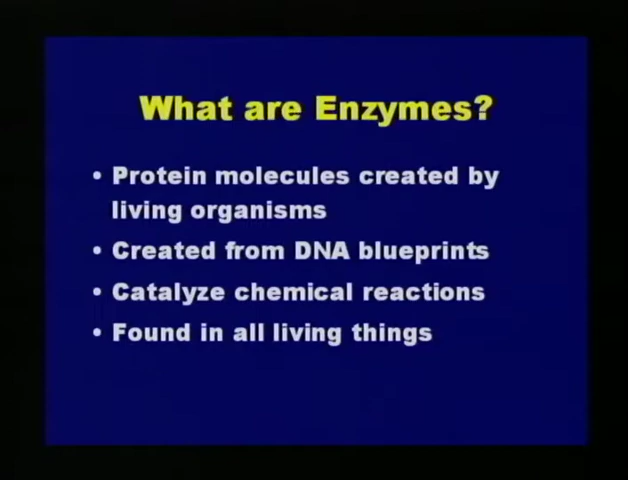 What are Enzymes?
• Protein molecules created by
living organisms
• Created from DNA blueprints
• Catalyze chemical reactions
• Found in all living things